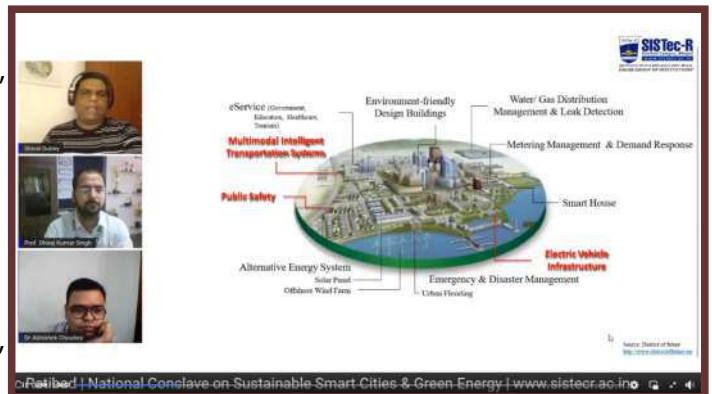 SISTec-R
eService (Government,
Education, Healthcare,
Tourism)
Environment-friendly
Design Buildings
Water/ Gas Distribution
Management & Leak Detection
Multimodal Intelligent
Transportation Systems
Metering Management & Demand Response
Public Safety
Smart House
Electric Vehicle
Infrastructure
Alternative Energy System
Solar Panel
Offshore Wind Farm
Emergency & Disaster Management
Urban Flooding
Prof. Dhiraj Kumar Singh
Dr Abhishek Choubey
Source: District of future
| National Conclave on Sustainable Smart Cities & Green Energy | www.sistecr.ac.in